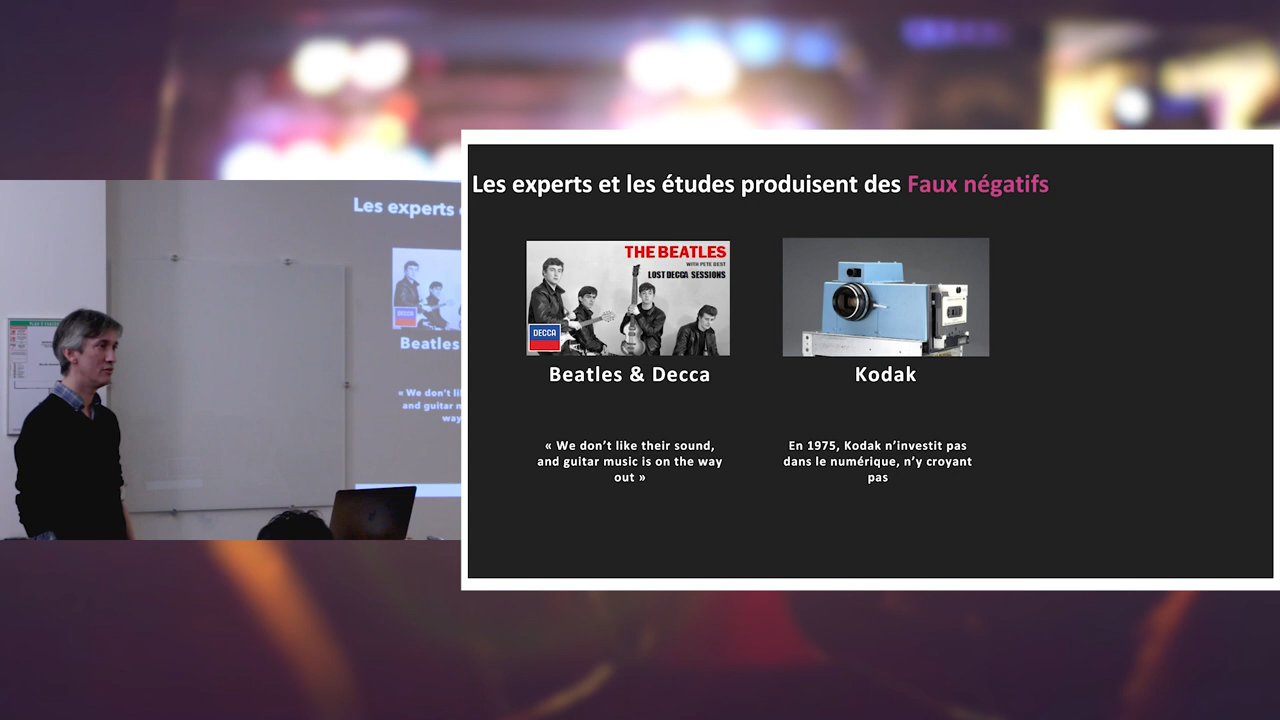 Les experts et les études produisent des Faux négatifs
THE BEATLES
WITH PETE BEST
LOST DECCA SESSIONS
DECCA
Beatles & Decca
Kodak
« We don’t like their sound,
and guitar music is on the way
out »
En 1975, Kodak n’investit pas
dans le numérique, n’y croyant
pas
Les experts
Beatles
« We don't li
and guitar m
way